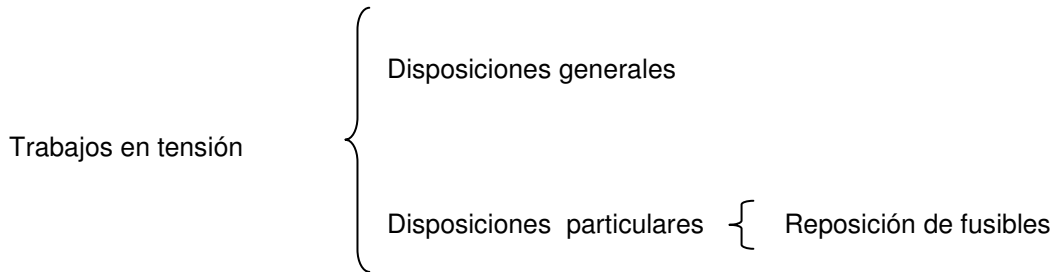 Disposiciones generales
Trabajos en tensión
Disposiciones particulares
Reposición de fusibles